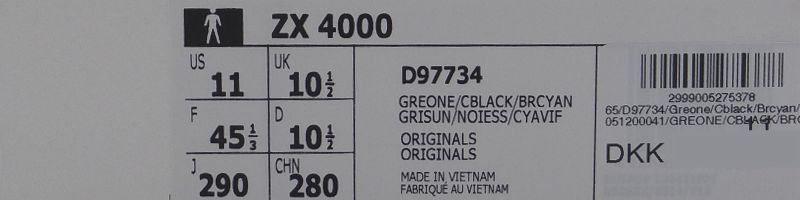 ZX 4000
US 11 UK 10 1/2
F 45 1/3 D 10 1/2
J 290 CHN 280
D97734
GREONE/CBLACK/BRCYAN
GRISUN/NOIESS/CYAVIF
ORIGINALS
ORIGINALS
MADE IN VIETNAM
FABRIQUÉ AU VIETNAM
2999005275378
65/D97734/Greone/Cblack/Brcyan/
051200041/GREONE/CBLACK/BRC
11
DKK